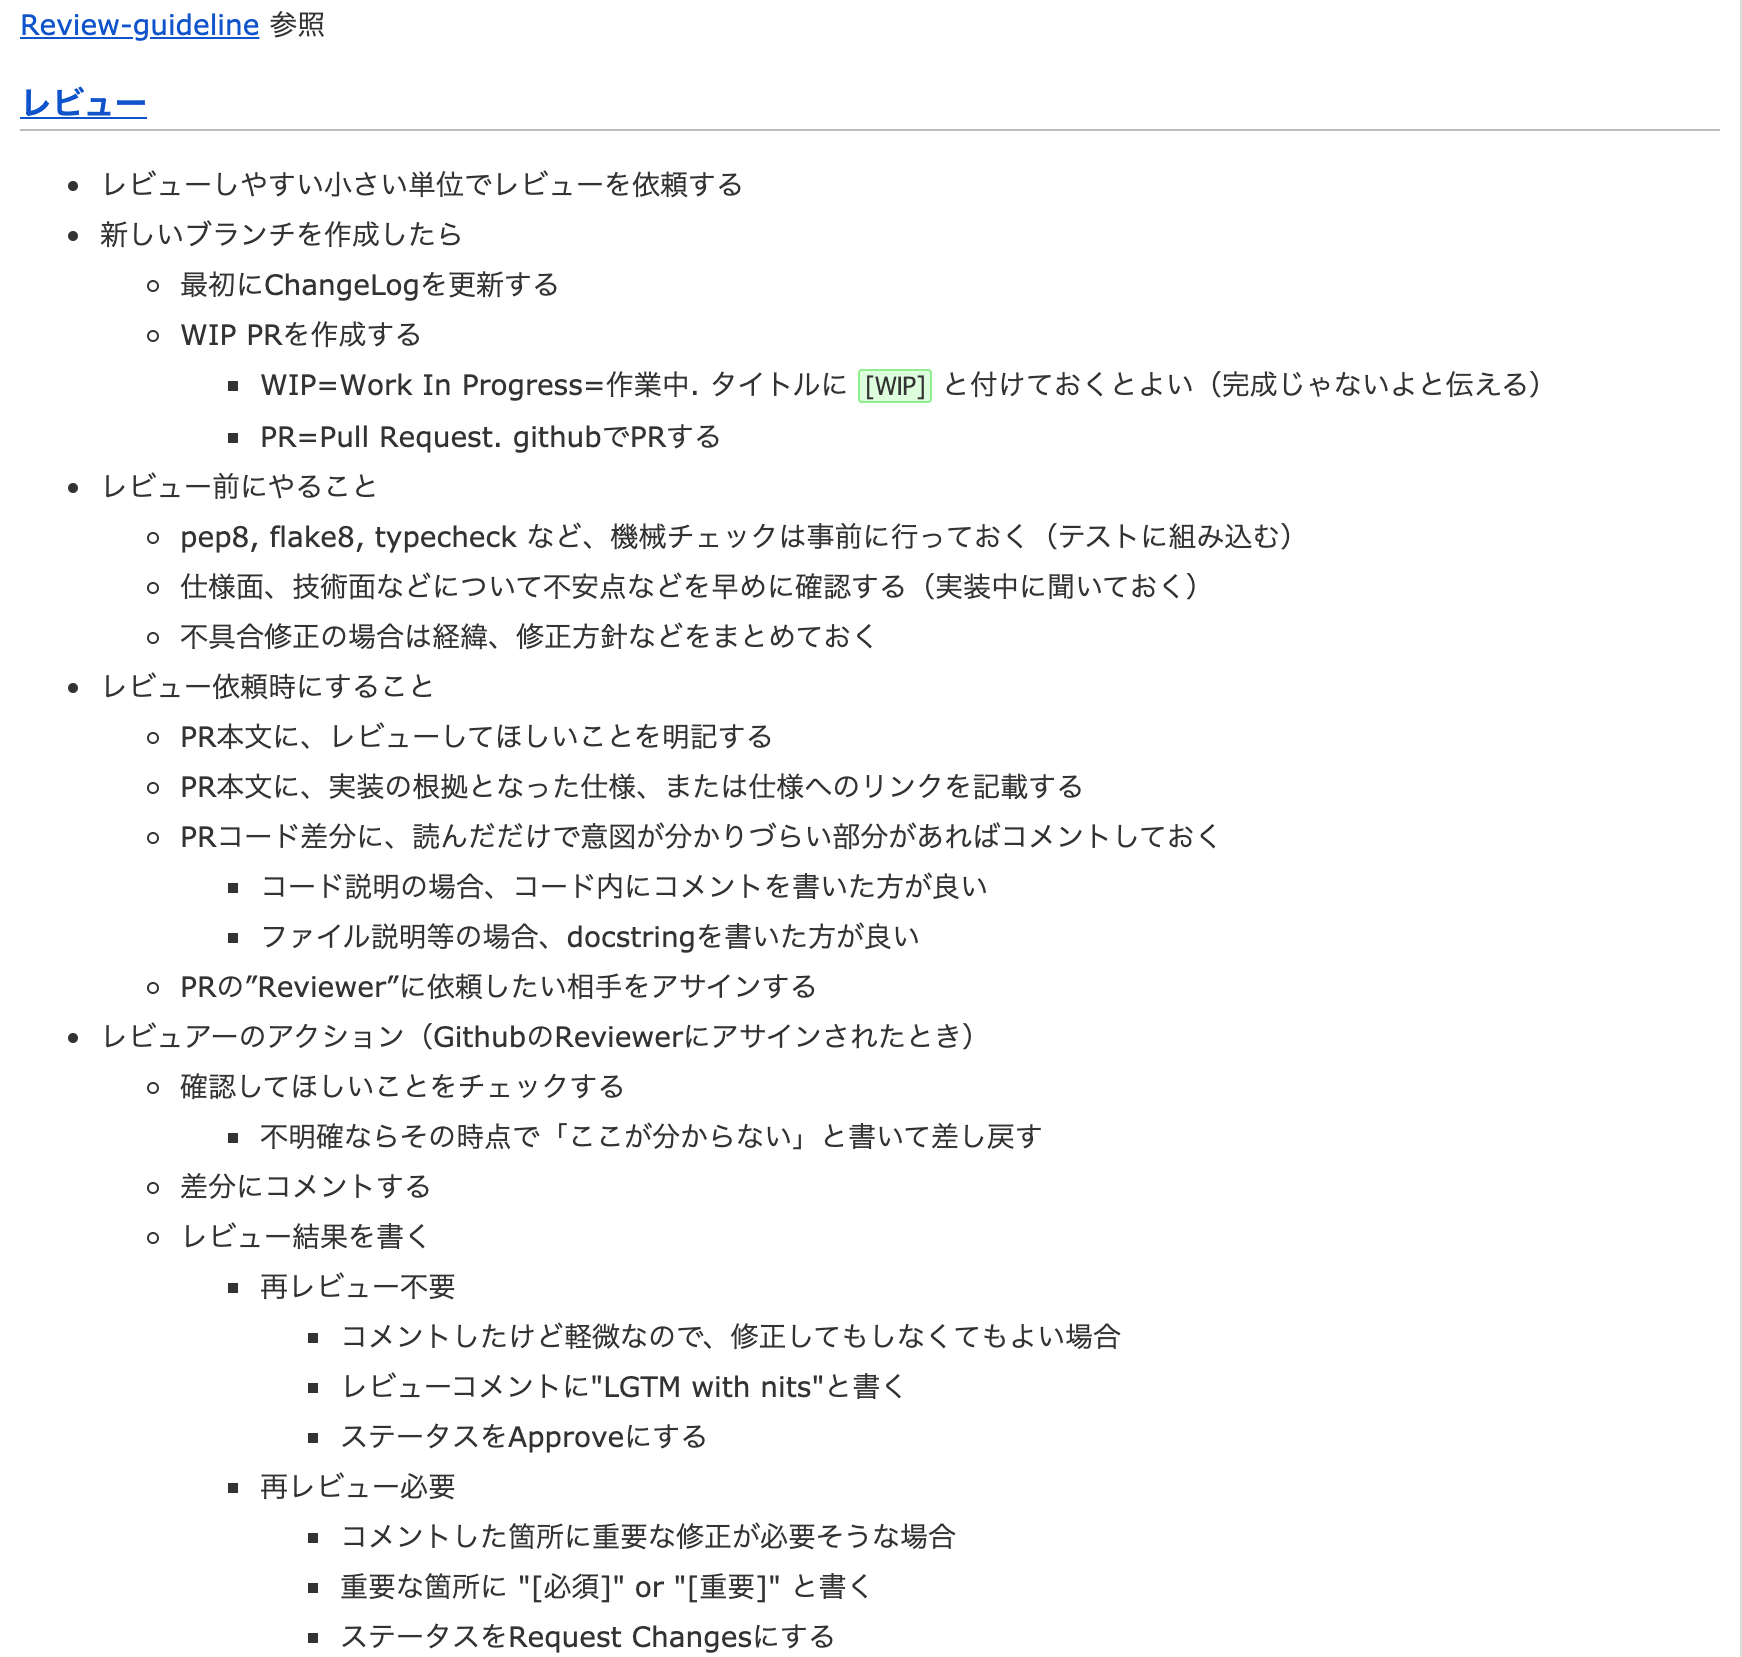 Review-guideline 参照
レビュー
レビューしやすい小さい単位でレビューを依頼する
新しいブランチを作成したら
最初にChangeLogを更新する
WIP PRを作成する
WIP=Work In Progress=作業中. タイトルに [WIP] と付けておくとよい（完成じゃないよと伝える）
PR=Pull Request. githubでPRする
レビュー前にやること
pep8, flake8, typecheck など、機械チェックは事前に行っておく（テストに組み込む）
仕様面、技術面などについて不安点などを早めに確認する（実装中に聞いておく）
不具合修正の場合は経緯、修正方針などをまとめておく
レビュー依頼時にすること
PR本文に、レビューしてほしいことを明記する
PR本文に、実装の根拠となった仕様、または仕様へのリンクを記載する
PRコード差分に、読んだだけで意図が分かりづらい部分があればコメントしておく
コード説明の場合、コード内にコメントを書いた方が良い
ファイル説明等の場合、docstringを書いた方が良い
PRの”Reviewer”に依頼したい相手をアサインする
レビュアーのアクション（GithubのReviewerにアサインされたとき）
確認してほしいことをチェックする
不明確ならその時点で「ここが分からない」と書いて差し戻す
差分にコメントする
レビュー結果を書く
再レビュー不要
コメントしたけど軽微なので、修正してもしなくてもよい場合
レビューコメントに"LGTM with nits"と書く
ステータスをApproveにする
再レビュー必要
コメントした箇所に重要な修正が必要そうな場合
重要な箇所に "[必須]" or "[重要]" と書く
ステータスをRequest Changesにする